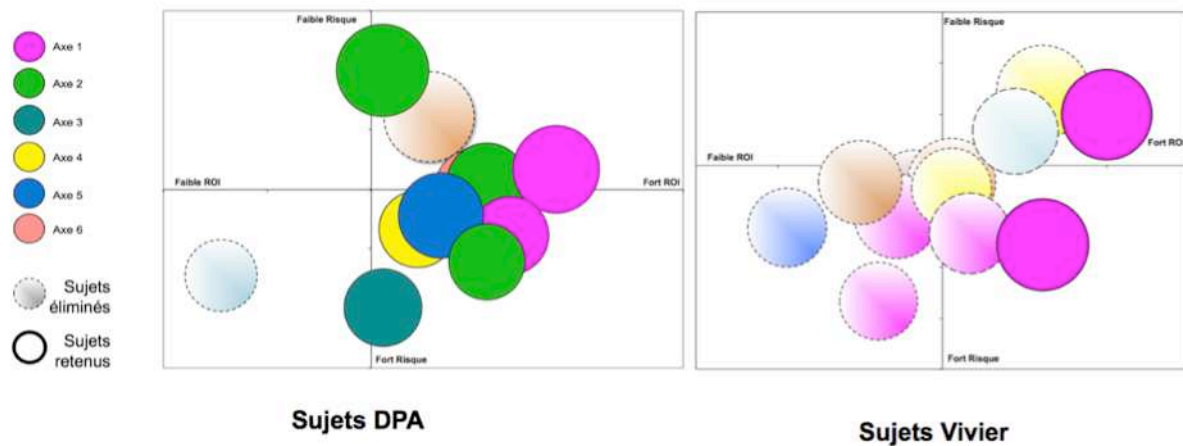 Axe 1
Axe 2
Axe 3
Axe 4
Axe 5
Axe 6
Sujets
éliminés
Sujets
retenus
Faible Risque
Faible ROI
Fort ROI
Fort Risque
Sujets DPA
Faible Risque
Faible ROI
Fort RO
Fort Risque
Sujets Vivier